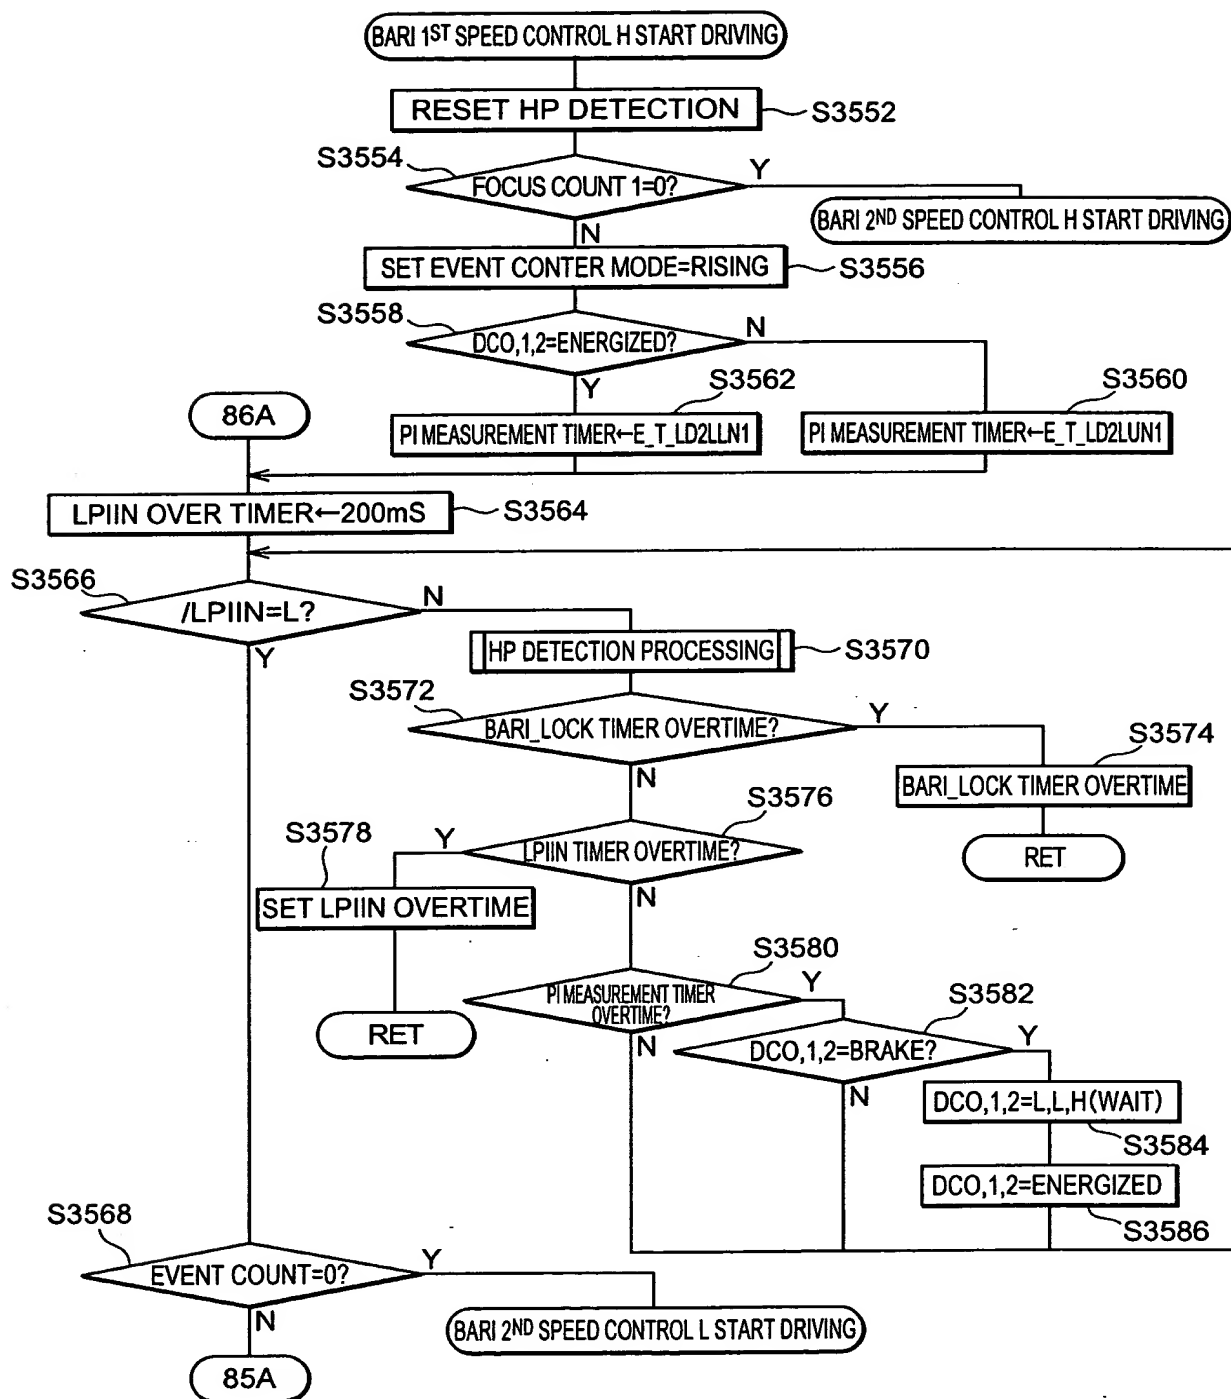 BARI 1ST SPEED CONTROL H START DRIVING
RESET HP DETECTION
S3552
S3554
FOCUS COUNT 1=0?
Y
BARI 2ND SPEED CONTROL H START DRIVING
N
SET EVENT CONTER MODE=RISING
S3556
S3558
DCO,1,2=ENERGIZED?
N
Y
S3562
S3560
86A
PI MEASUREMENT TIMER←E_T_LD2LLN1
PI MEASUREMENT TIMER←E_T_LD2LUN1
LPIIN OVER TIMER←200mS
S3564
S3566
/LPIIN=L?
N
Y
HP DETECTION PROCESSING
S3570
S3572
BARI_LOCK TIMER OVERTIME?
Y
S3574
N
BARI_LOCK TIMER OVERTIME
S3576
RET
S3578
Y
LPIIN TIMER OVERTIME?
N
SET LPIIN OVERTIME
S3580
PI MEASUREMENT TIMER
OVERTIME?
Y
S3582
RET
N
DCO,1,2=BRAKE?
Y
N
DCO,1,2=L,L,H(WAIT)
S3584
DCO,1,2=ENERGIZED
S3586
S3568
EVENT COUNT=0?
Y
N
BARI 2ND SPEED CONTROL L START DRIVING
85A